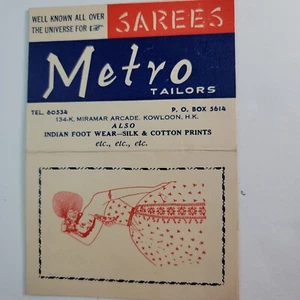 WELL KNOWN ALL OVER
THE UNIVERSE FOR
SAREES
Metro
TAILORS
TEL, 60334 P. O. BOX 5614
134-K, MIRAMAR ARCADE, KOWLOON, H.K.
ALSO
INDIAN FOOT WEAR—SILK & COTTON PRINTS
etc., etc., etc.